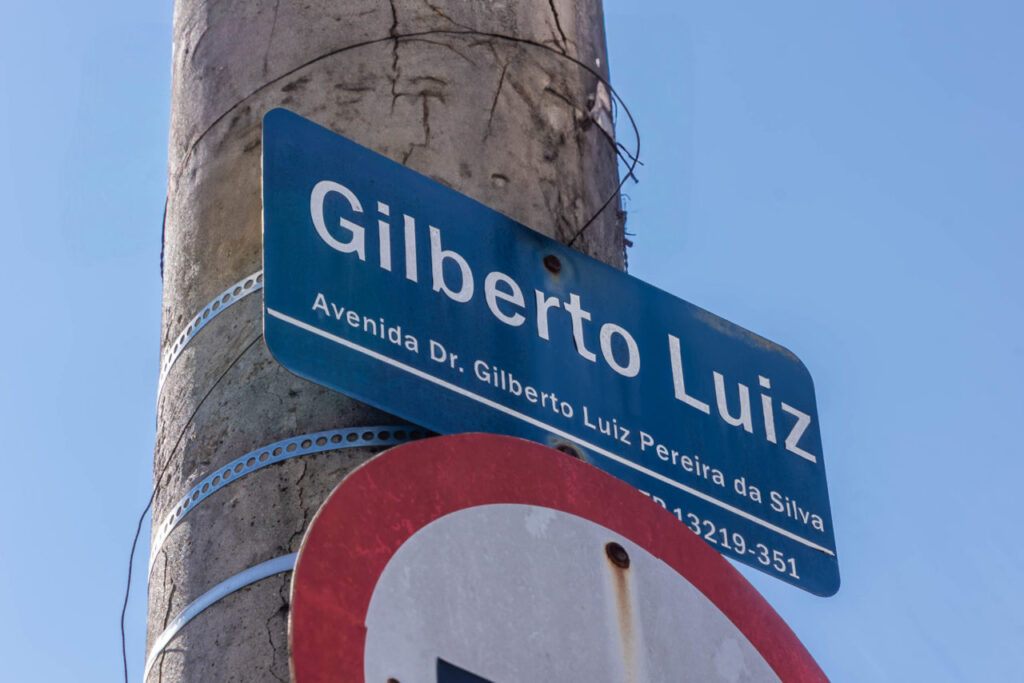 Gilberto Luiz
Avenida Dr. Gilberto Luiz Pereira da Silva
13219-351